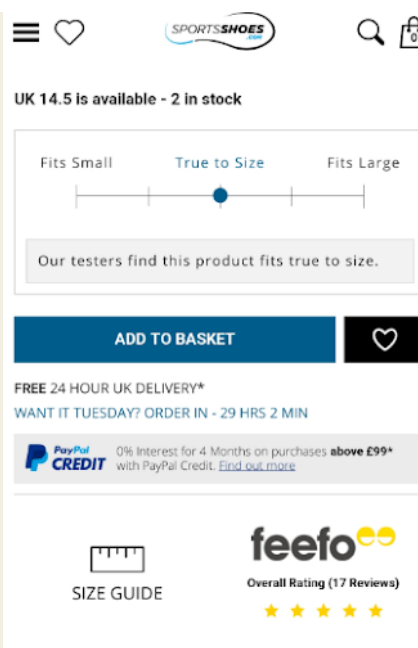 SPORTSSHOES
.com
0
UK 14.5 is available - 2 in stock
Fits Small True to Size Fits Large
Our testers find this product fits true to size.
ADD TO BASKET
FREE 24 HOUR UK DELIVERY*
WANT IT TUESDAY? ORDER IN - 29 HRS 2 MIN
PayPal
CREDIT
0% Interest for 4 Months on purchases above £99*
with PayPal Credit. Find out more
feefo
SIZE GUIDE
Overall Rating (17 Reviews)